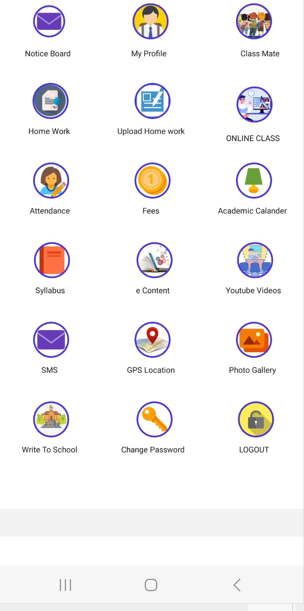 Notice Board
My Profile
Class Mate
Home Work
Upload Home work
ONLINE CLASS
Attendance
Fees
Academic Calander
Syllabus
e Content
Youtube Videos
SMS
GPS Location
Photo Gallery
Write To School
Change Password
LOGOUT